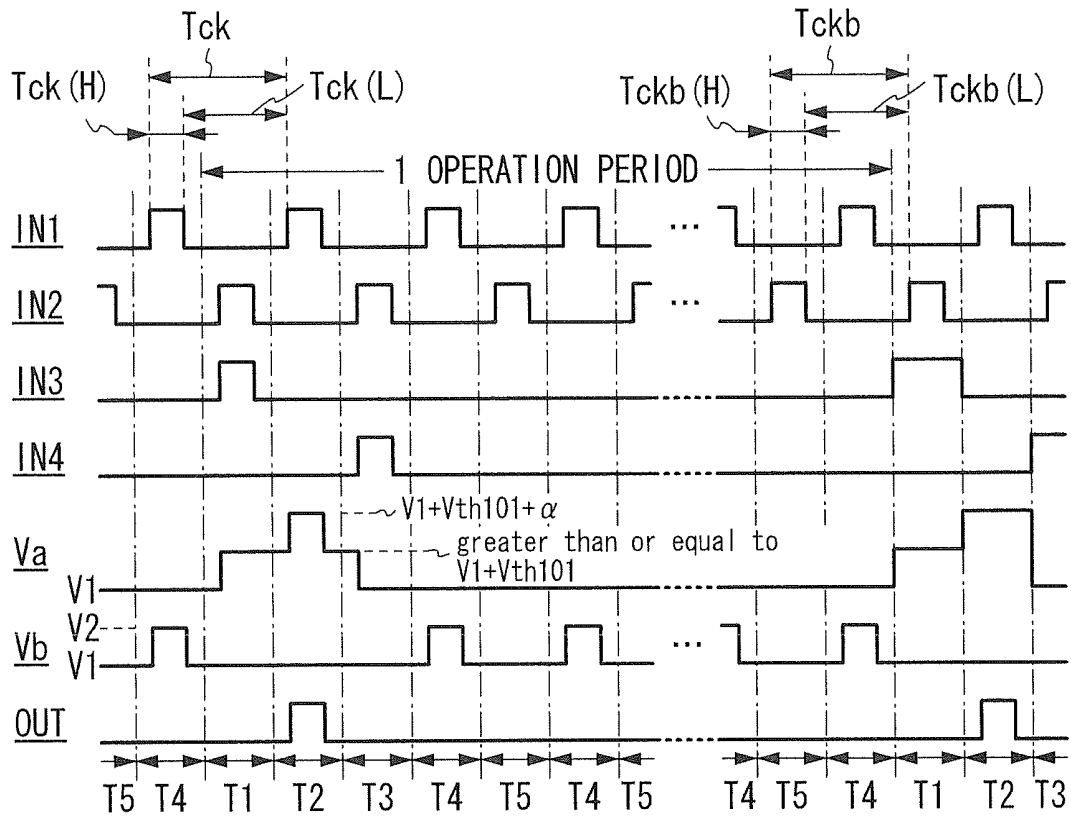 Tck
Tckb
Tck(H)
Tck(L)
Tckb(H)
Tckb(L)
1 OPERATION PERIOD
IN1
...
IN2
...
IN3
IN4
V1+Vth101+α
greater than or equal to
V1+Vth101
Va
V1
V2
Vb
V1
...
OUT
T5 T4 T1 T2 T3 T4 T5 T4 T5 T4 T5 T4 T1 T2 T3